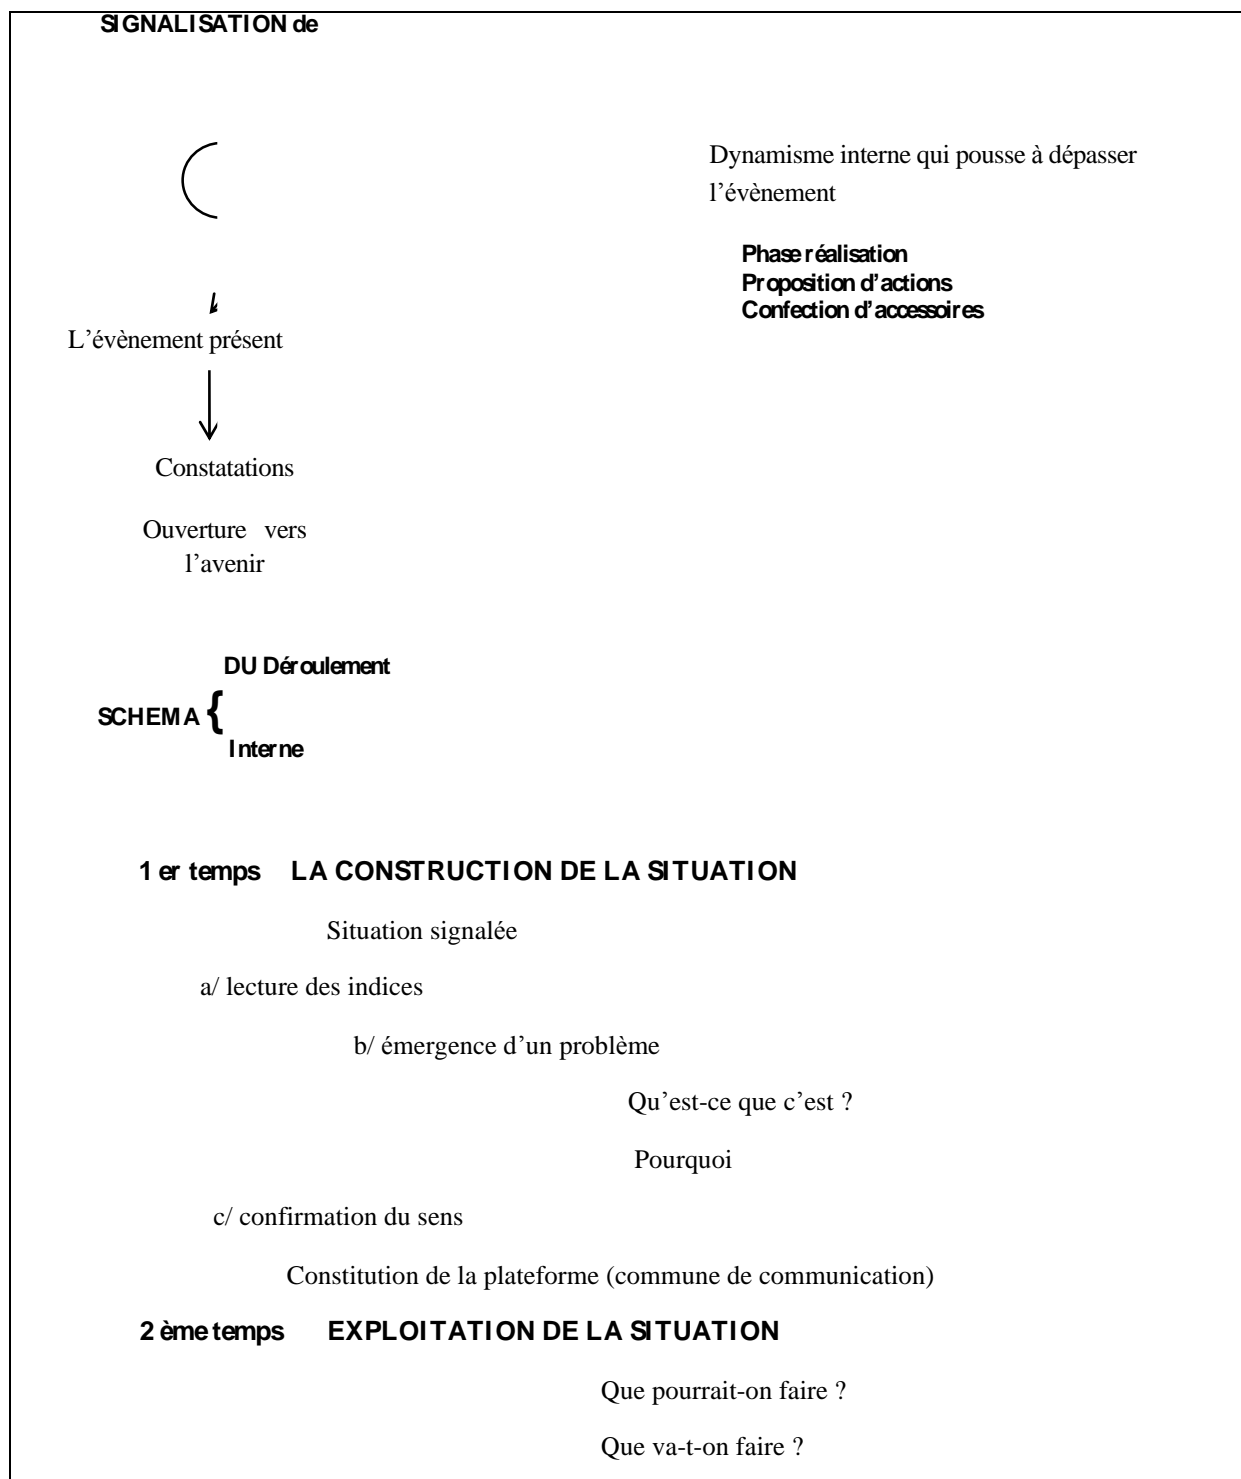 SIGNALISATION de
Dynamisme interne qui pousse à dépasser
l'évènement
Phase réalisation
Proposition d'actions
Confection d'accessoires
L'évènement présent
Constatations
Ouverture vers
l'avenir
DU Déroulement
SCHEMA {
Interne
1 er temps LA CONSTRUCTION DE LA SITUATION
Situation signalée
a/ lecture des indices
b/ émergence d'un problème
Qu'est-ce que c'est ?
Pourquoi
c/ confirmation du sens
Constitution de la plateforme (commune de communication)
2 ème temps EXPLOITATION DE LA SITUATION
Que pourrait-on faire ?
Que va-t-on faire ?